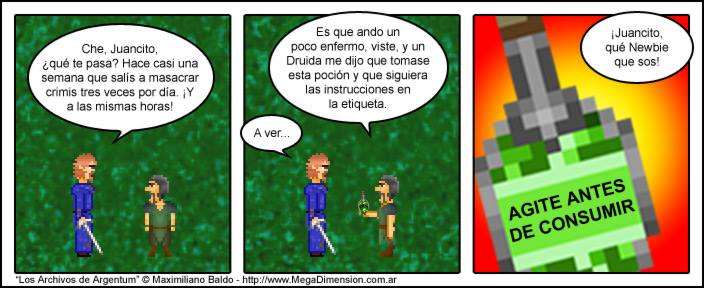 Che, Juancito,
¿qué te pasa? Hace casi una
semana que salís a masacrar
crimis tres veces por día. ¡Y
a las mismas horas!
Es que ando un
poco enfermo, viste, y un
Druida me dijo que tomase
esta poción y que siguiera
las instrucciones en
la etiqueta.
A ver...
¡Juancito,
qué Newbie
que sos!
AGITE ANTES
DE CONSUMIR
"Los Archivos de Argentum" © Maximiliano Baldo - http://www.MegaDimension.com.ar